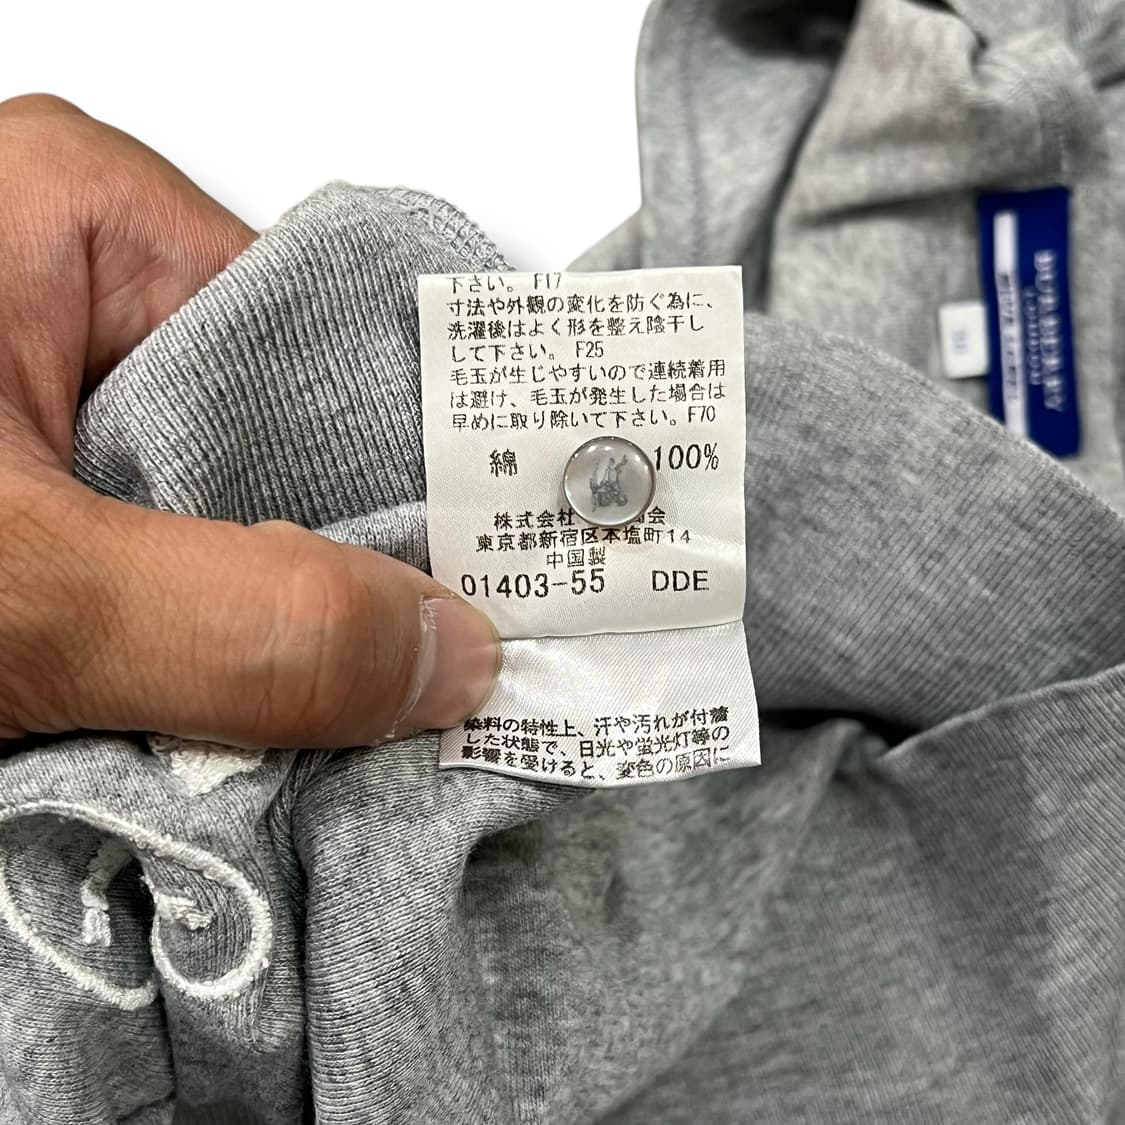 下さい。 F17
寸法や外観の変化を防ぐ為に、
洗濯後はよく形を整え陰干し
して下さい。 F25
毛玉が生じやすいので連続着用
は避け、毛玉が発生した場合は
早めに取り除いて下さい。F70
綿 100%
株式会社 商会
東京都新宿区本塩町14
中国製
01403-55 DDE
染料の特性上、汗や汚れが付着
した状態で、日光や蛍光灯等の
影響を受けると、変色の原因に
BURBERRY
LONDON
BLUE LABEL
38